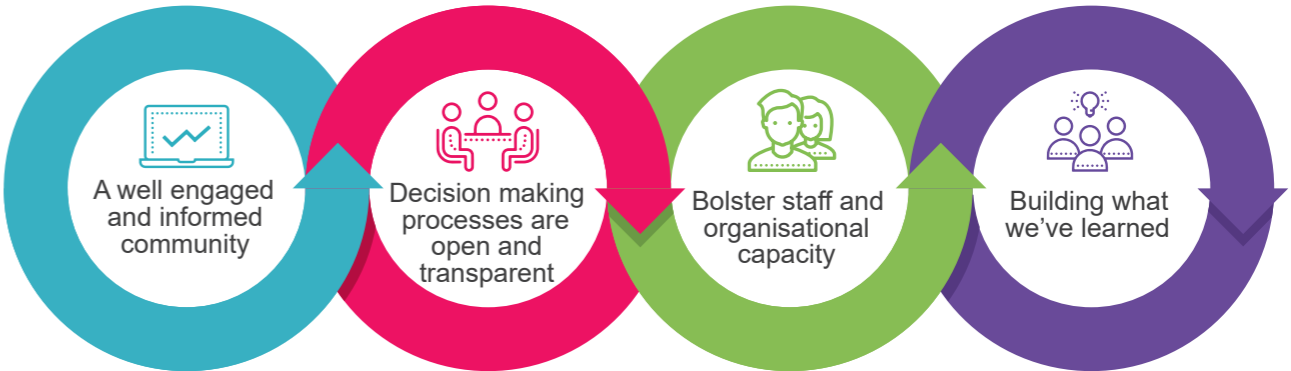 A well engaged
and informed
community
Decision making
processes are
open and
transparent
Bolster staff and
organisational
capacity
Building what
we've learned